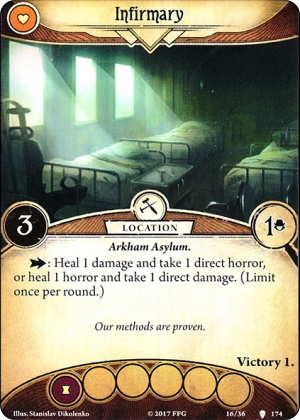 Infirmary
3
LOCATION
1
Arkham Asylum.
: Heal 1 damage and take 1 direct horror,
or heal 1 horror and take 1 direct damage. (Limit
once per round.)
Our methods are proven.
Victory 1.
Illus. Stanislav Dikolenko © 2017 FFG 16/36 174